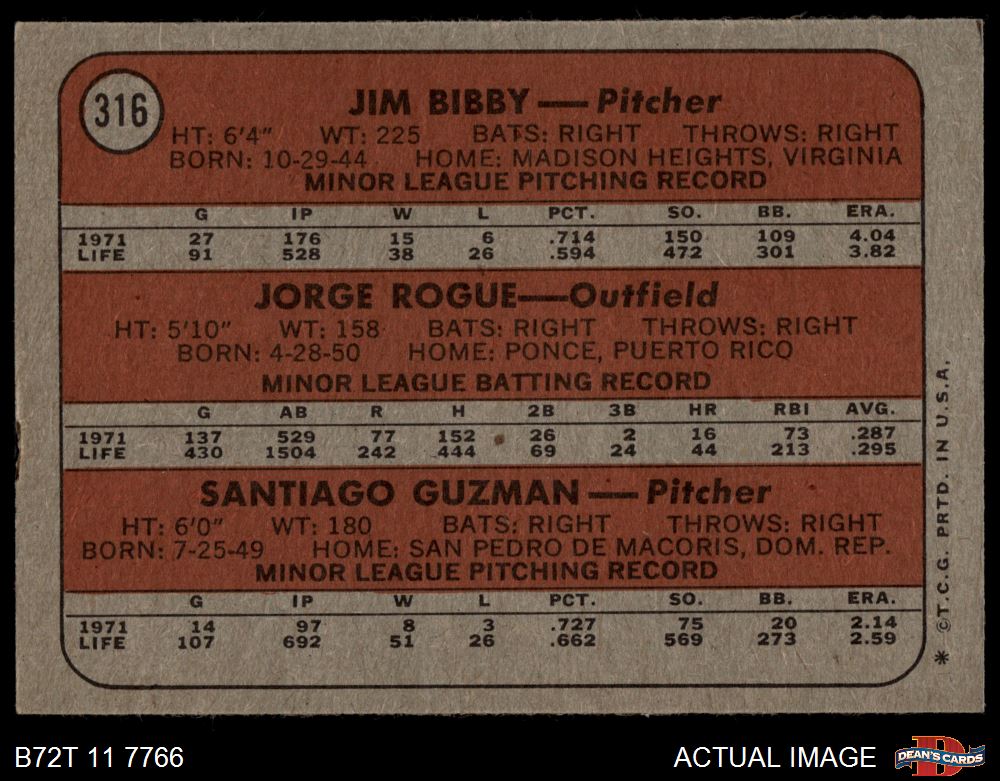 316
JIM BIBBY — Pitcher
HT: 6'4" WT: 225 BATS: RIGHT THROWS: RIGHT
BORN: 10-29-44 HOME: MADISON HEIGHTS, VIRGINIA
MINOR LEAGUE PITCHING RECORD
G IP W L PCT. SO. BB. ERA.
1971 27 176 15 6 .714 150 109 4.04
LIFE 91 528 38 26 .594 472 301 3.82
JORGE ROGUE — Outfield
HT: 5'10" WT: 158 BATS: RIGHT THROWS: RIGHT
BORN: 4-28-50 HOME: PONCE, PUERTO RICO
MINOR LEAGUE BATTING RECORD
G AB R H 2B 3B HR RBI AVG.
1971 137 529 77 152 26 2 16 73 .287
LIFE 430 1504 242 444 69 24 44 213 .295
SANTIAGO GUZMAN — Pitcher
HT: 6'0" WT: 180 BATS: RIGHT THROWS: RIGHT
BORN: 7-25-49 HOME: SAN PEDRO DE MACORIS, DOM. REP.
MINOR LEAGUE PITCHING RECORD
G IP W L PCT. SO. BB. ERA.
1971 14 97 8 3 .727 75 20 2.14
LIFE 107 692 51 26 .662 569 273 2.59
* ©T.C.G. PRTD. IN U.S.A.
B72T 11 7766
ACTUAL IMAGE
DEAN'S CARDS